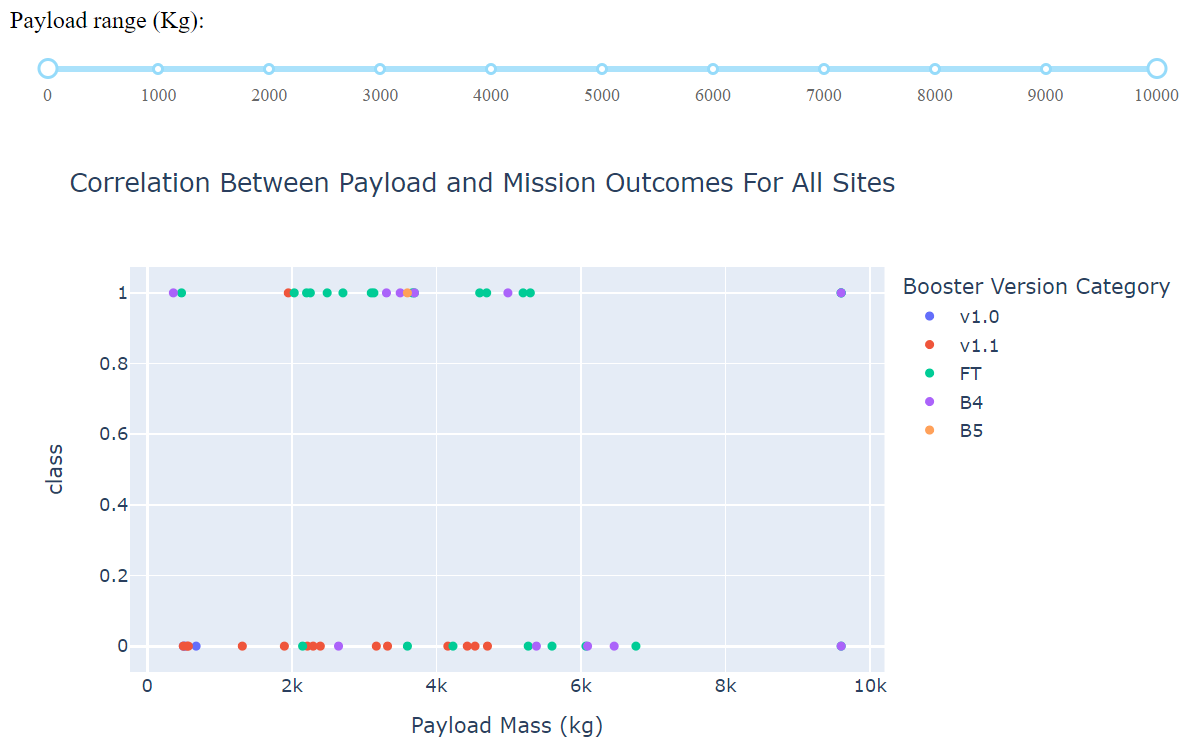 Payload range (Kg):
0 1000 2000 3000 4000 5000 6000 7000 8000 9000 10000
Correlation Between Payload and Mission Outcomes For All Sites
Booster Version Category
v1.0
v1.1
FT
B4
B5
1
0.8
0.6
0.4
0.2
0
class
0 2k 4k 6k 8k 10k
Payload Mass (kg)